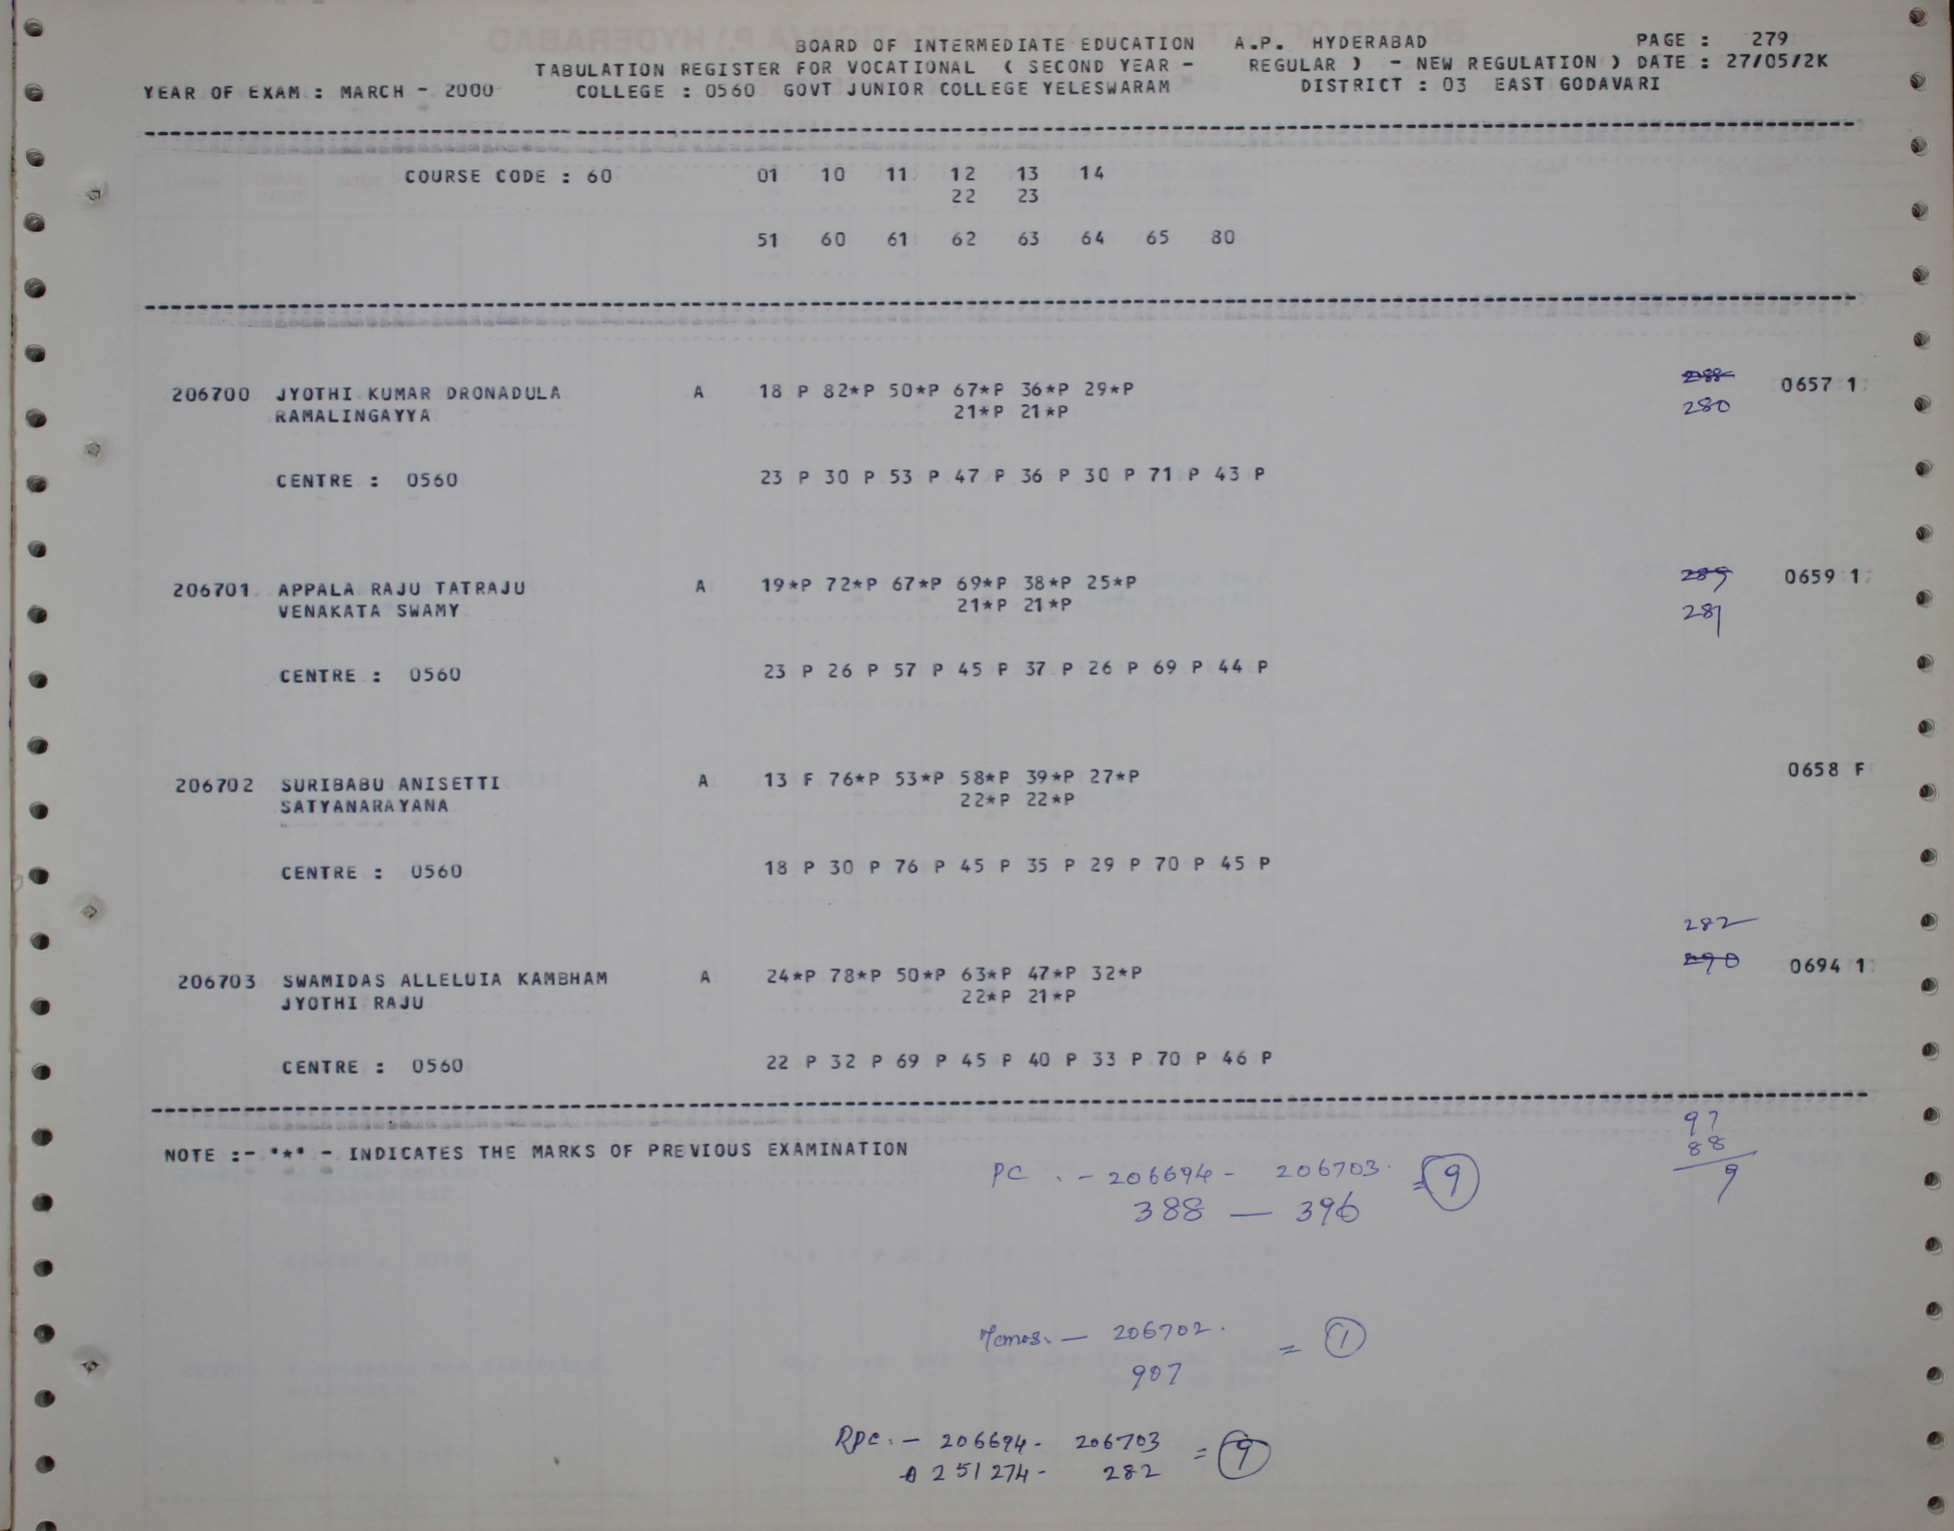 BOARD OF INTERMEDIATE EDUCATION A.P. HYDERABAD PAGE : 279
TABULATION REGISTER FOR VOCATIONAL ( SECOND YEAR - REGULAR ) - NEW REGULATION ) DATE : 27/05/2K
YEAR OF EXAM : MARCH - 2000 COLLEGE : 0560 GOVT JUNIOR COLLEGE YELESWARAM DISTRICT : 03 EAST GODAVARI
COURSE CODE : 60 01 10 11 12 13 14
22 23
51 60 61 62 63 64 65 80
206700 JYOTHI KUMAR DRONADULA A 18 P 82*P 50*P 67*P 36*P 29*P 288 0657 1
RAMALINGAYYA 21*P 21*P 280
CENTRE : 0560 23 P 30 P 53 P 47 P 36 P 30 P 71 P 43 P
206701 APPALA RAJU TATRAJU A 19*P 72*P 67*P 69*P 38*P 25*P 289 0659 1
VENAKATA SWAMY 21*P 21*P 281
CENTRE : 0560 23 P 26 P 57 P 45 P 37 P 26 P 69 P 44 P
206702 SURIBABU ANISETTI A 13 F 76*P 53*P 58*P 39*P 27*P 0658 F
SATYANARAYANA 22*P 22*P
CENTRE : 0560 18 P 30 P 76 P 45 P 35 P 29 P 70 P 45 P
282
206703 SWAMIDAS ALLELUIA KAMBHAM A 24*P 78*P 50*P 63*P 47*P 32*P 290 0694 1
JYOTHI RAJU 22*P 21*P
CENTRE : 0560 22 P 32 P 69 P 45 P 40 P 33 P 70 P 46 P
97
NOTE :- "*" - INDICATES THE MARKS OF PREVIOUS EXAMINATION 88
PC . - 206694 - 206703. = 9 9
388 — 396
Memos. — 206702. = 1
907
Rpc. - 206694 - 206703 = 9
251274 - 282